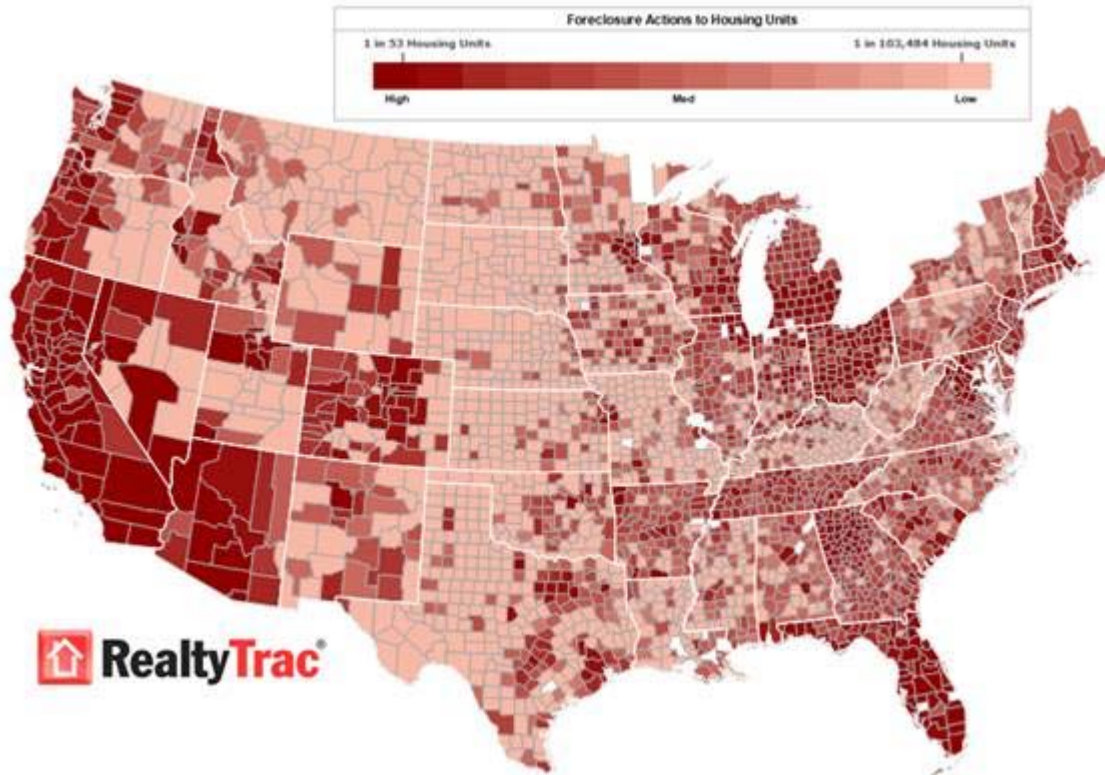 Foreclosure Actions to Housing Units
1 in 53 Housing Units 1 in 103,484 Housing Units
High Med Low
RealtyTrac®